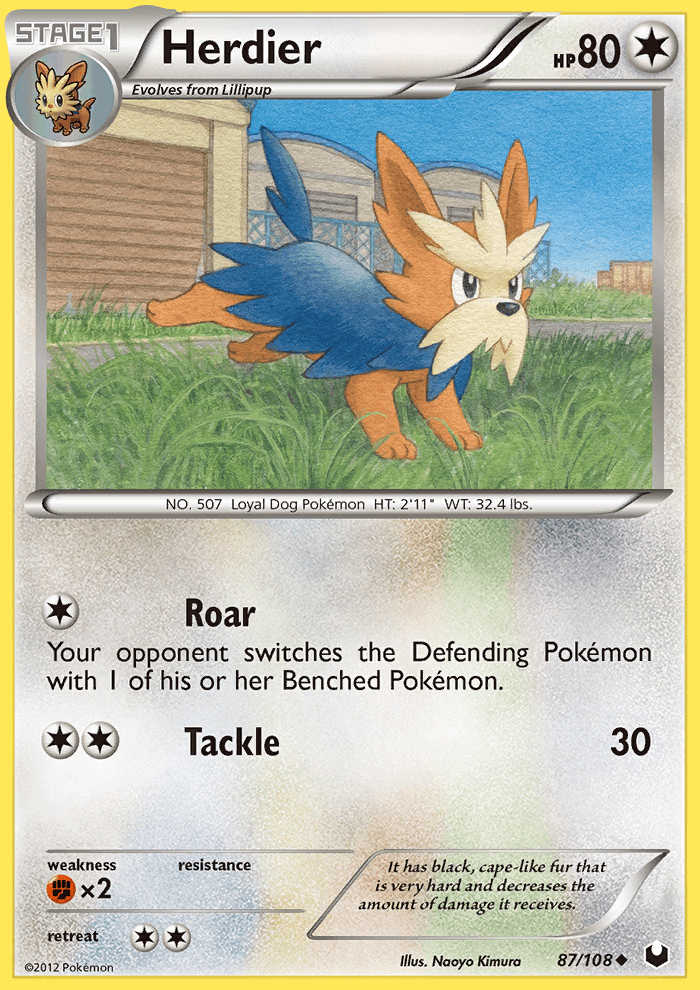 STAGE1
Herdier
HP80
Evolves from Lillipup
NO. 507 Loyal Dog Pokémon HT: 2'11" WT: 32.4 lbs.
Roar
Your opponent switches the Defending Pokémon
with 1 of his or her Benched Pokémon.
Tackle 30
weakness resistance
×2
It has black, cape-like fur that
is very hard and decreases the
amount of damage it receives.
retreat
©2012 Pokémon
Illus. Naoyo Kimura 87/108